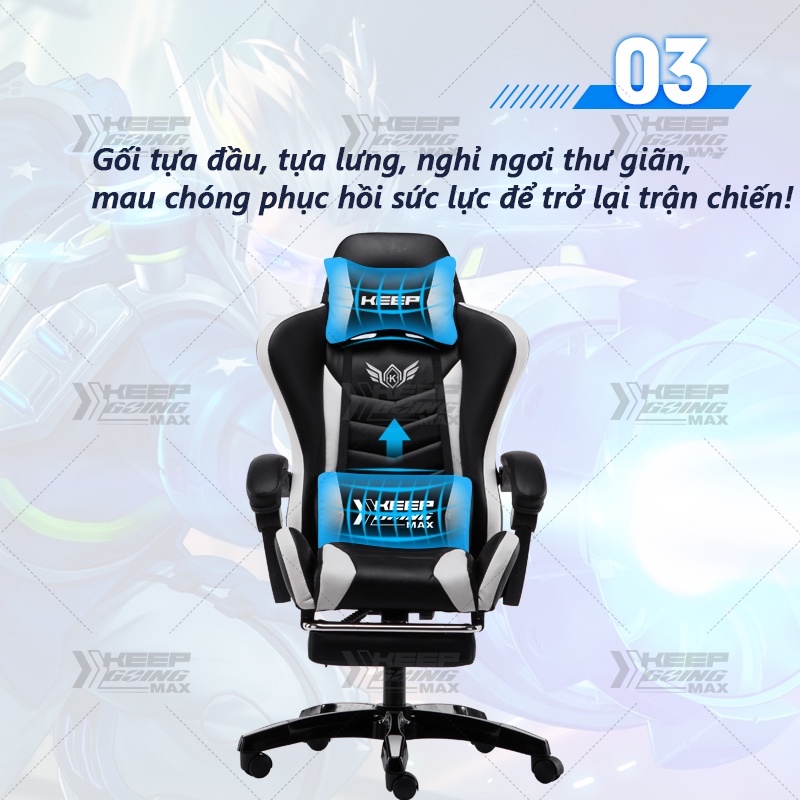 03
Gối tựa đầu, tựa lưng, nghỉ ngơi thư giãn,
mau chóng phục hồi sức lực để trở lại trận chiến!
KEEP
K
KEEP
GOING
MAX